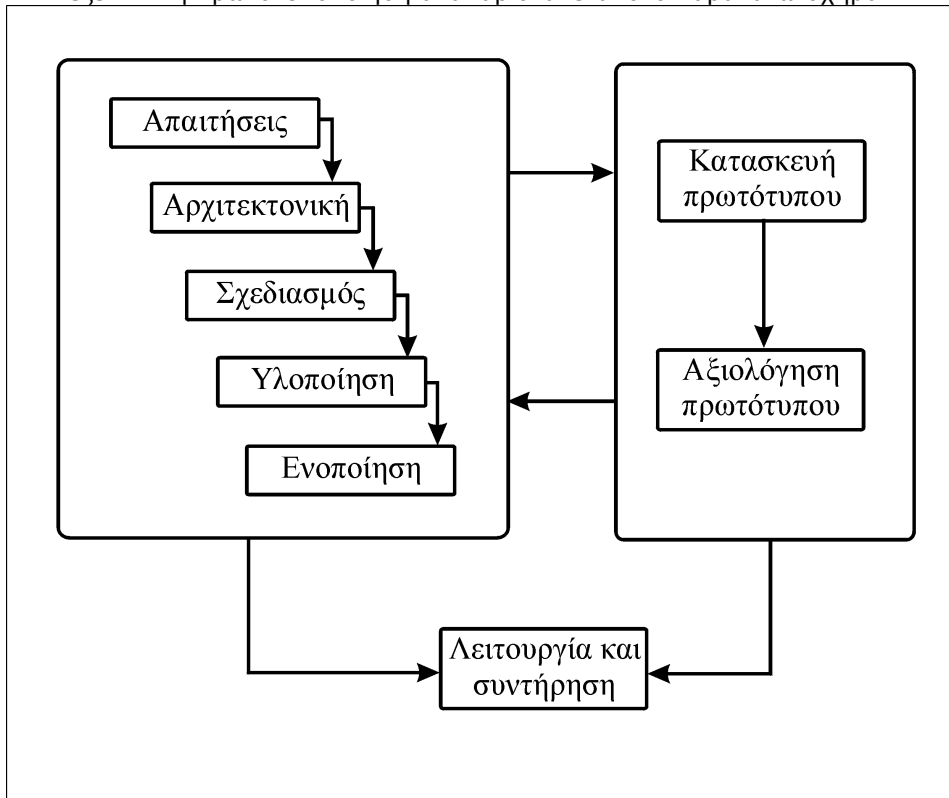 Απαιτήσεις
Αρχιτεκτονική
Σχεδιασμός
Υλοποίηση
Ενοποίηση
Κατασκευή
πρωτότυπου
Αξιολόγηση
πρωτότυπου
Λειτουργία και
συντήρηση